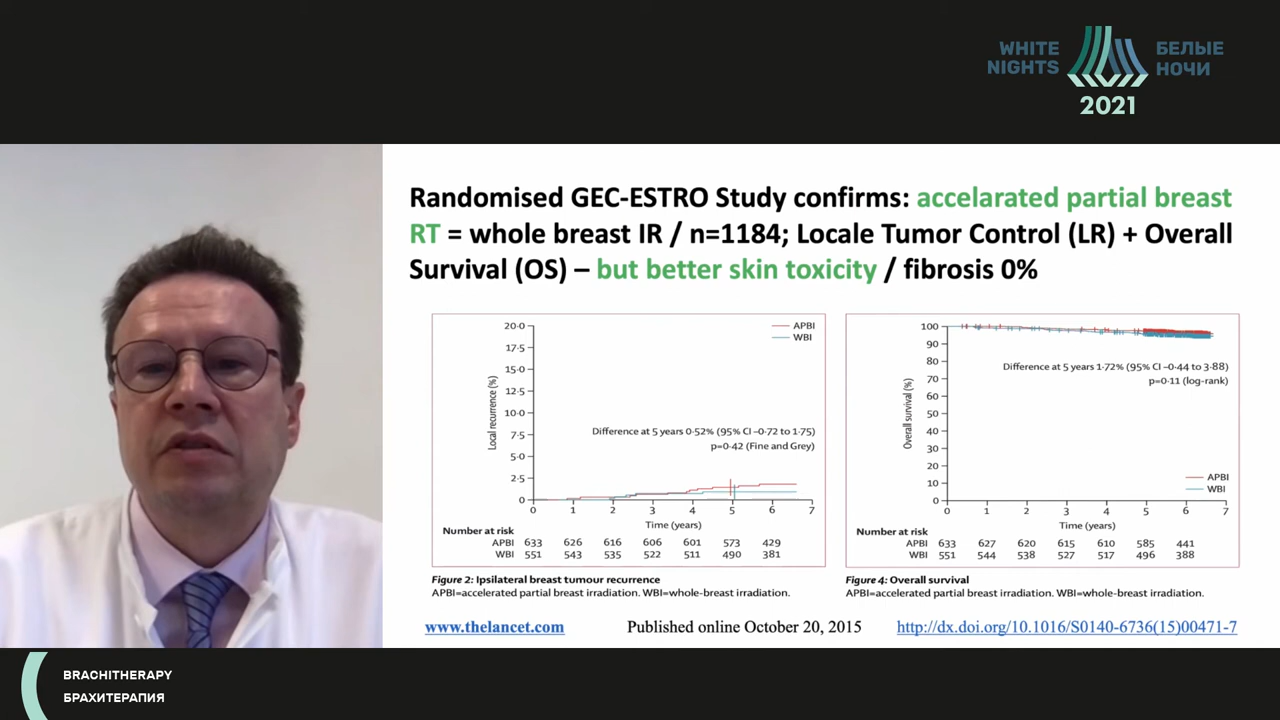 WHITE
NIGHTS
БЕЛЫЕ
НОЧИ
2021
Randomised GEC-ESTRO Study confirms: accelarated partial breast
RT = whole breast IR / n=1184; Locale Tumor Control (LR) + Overall
Survival (OS) – but better skin toxicity / fibrosis 0%
20·0
17·5
15·0
12·5
10·0
7·5
5·0
2·5
0
Local recurrence (%)
APBI
WBI
Difference at 5 years 0·52% (95% CI –0·72 to 1·75)
p=0·42 (Fine and Grey)
0 1 2 3 4 5 6 7
Time (years)
Number at risk
APBI 633 626 616 606 601 573 429
WBI 551 543 535 522 511 490 381
Figure 2: Ipsilateral breast tumour recurrence
APBI=accelerated partial breast irradiation. WBI=whole-breast irradiation.
100
90
80
70
60
50
40
30
20
10
0
Overall survival (%)
Difference at 5 years 1·72% (95% CI –0·44 to 3·88)
p=0·11 (log-rank)
APBI
WBI
0 1 2 3 4 5 6 7
Time (years)
Number at risk
APBI 633 627 620 615 610 585 441
WBI 551 544 538 527 517 496 388
Figure 4: Overall survival
APBI=accelerated partial breast irradiation. WBI=whole-breast irradiation.
www.thelancet.com Published online October 20, 2015 http://dx.doi.org/10.1016/S0140-6736(15)00471-7
BRACHITHERAPY
БРАХИТЕРАПИЯ